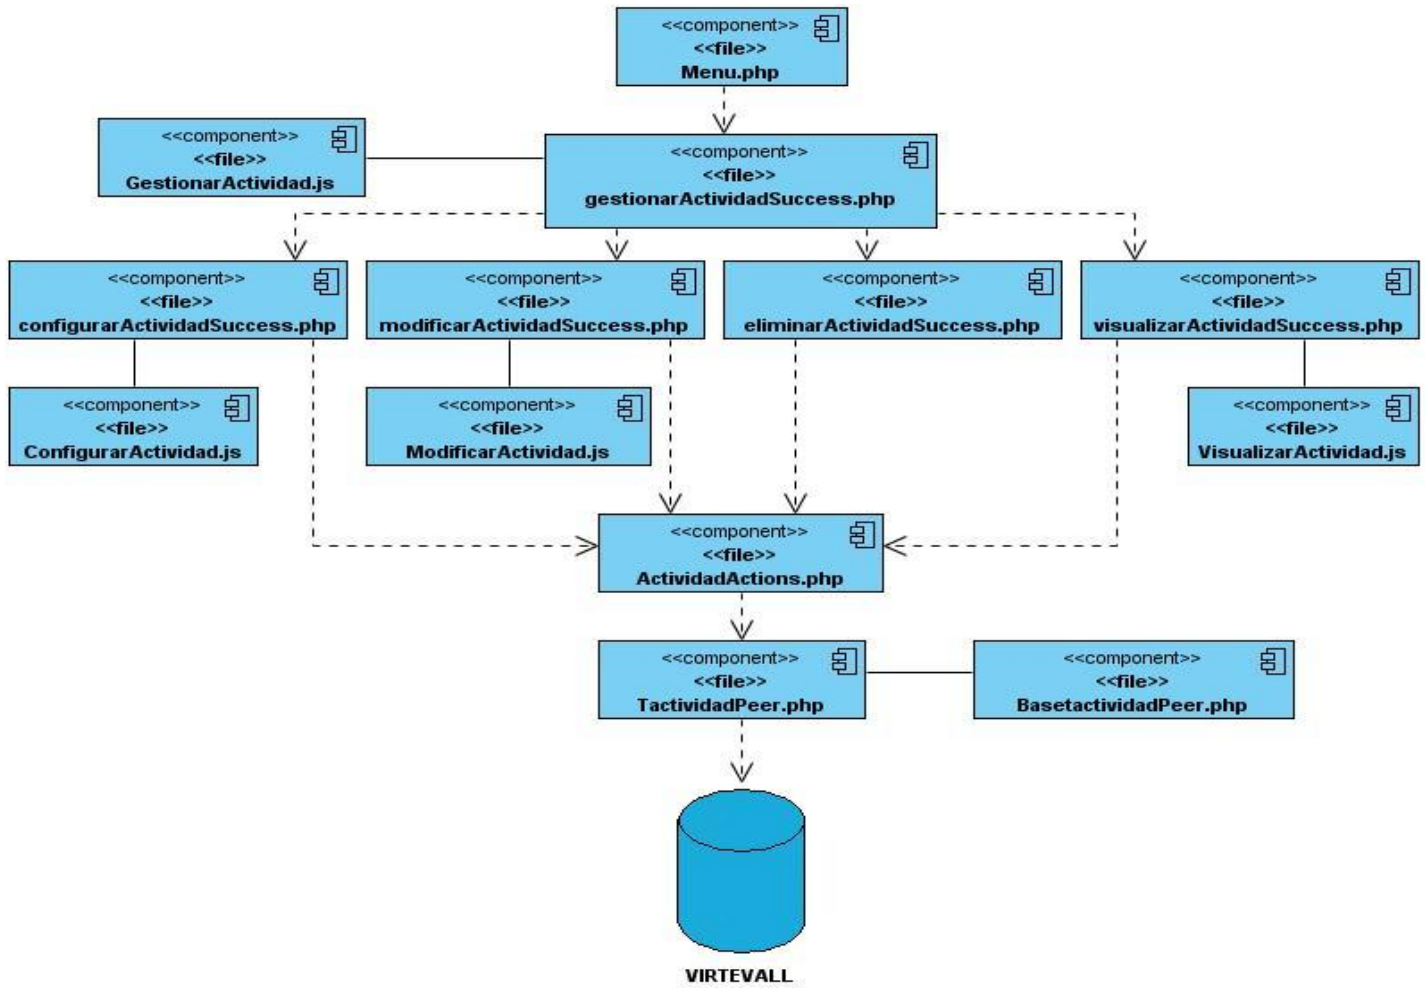 <<component>>
<<file>>
Menu.php
<<component>>
<<file>>
GestionarActividad.js
<<component>>
<<file>>
gestionarActividadSuccess.php
<<component>>
<<file>>
configurarActividadSuccess.php
<<component>>
<<file>>
modificarActividadSuccess.php
<<component>>
<<file>>
eliminarActividadSuccess.php
<<component>>
<<file>>
visualizarActividadSuccess.php
<<component>>
<<file>>
ConfigurarActividad.js
<<component>>
<<file>>
ModificarActividad.js
<<component>>
<<file>>
VisualizarActividad.js
<<component>>
<<file>>
ActividadActions.php
<<component>>
<<file>>
TactividadPeer.php
<<component>>
<<file>>
BasetactividadPeer.php
VIRTEVALL